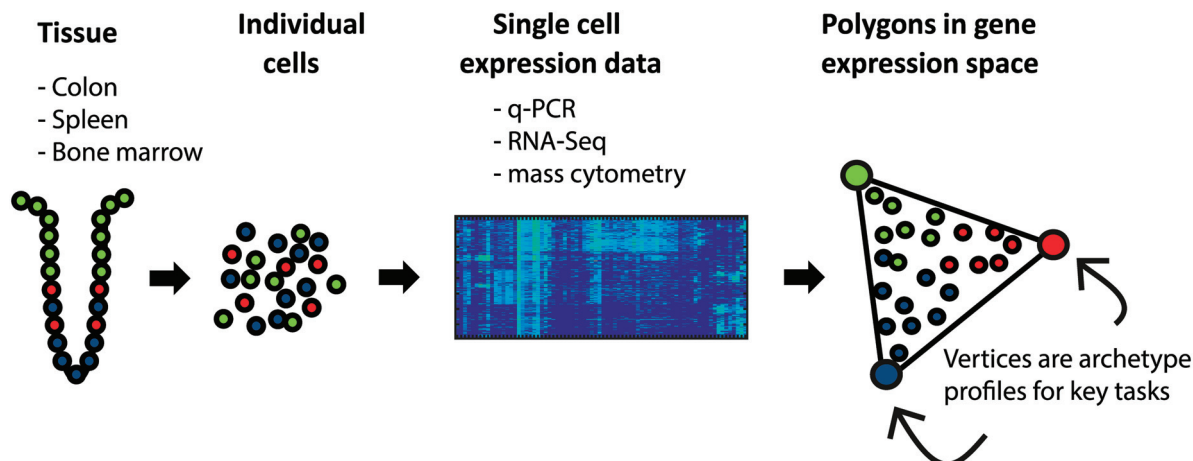 Tissue
- Colon
- Spleen
- Bone marrow
Individual
cells
Single cell
expression data
- q-PCR
- RNA-Seq
- mass cytometry
Polygons in gene
expression space
Vertices are archetype
profiles for key tasks